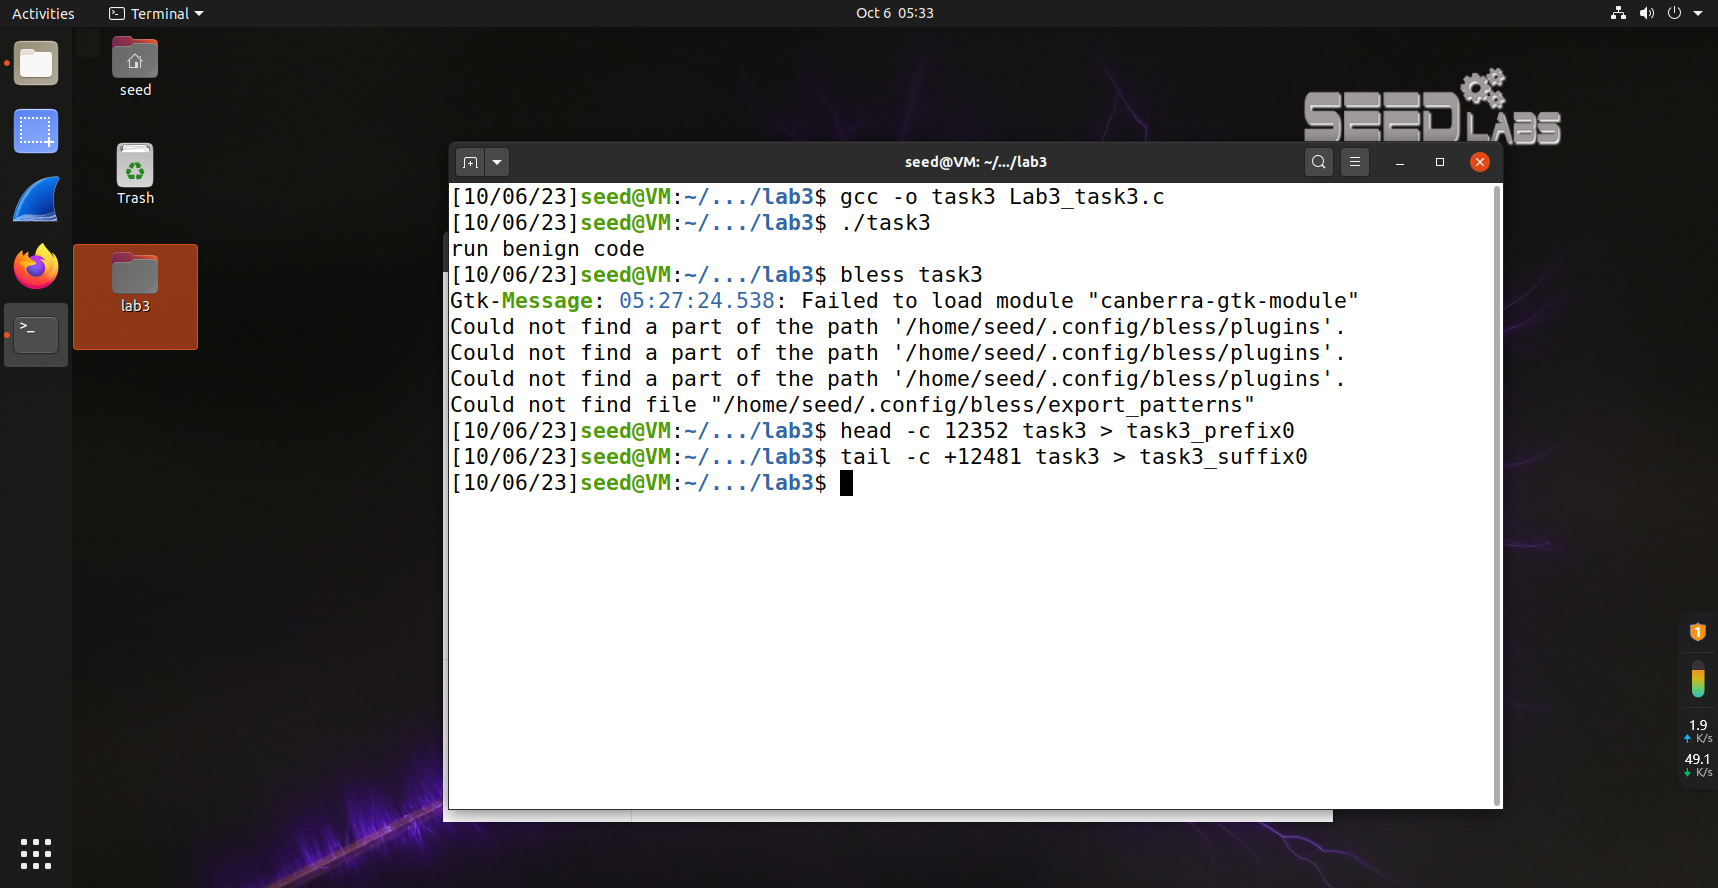 Activities
Terminal
Oct 6 05:33
seed
Trash
lab3
SEED LABS
seed@VM: ~/.../lab3
[10/06/23]seed@VM:~/.../lab3$ gcc -o task3 Lab3_task3.c
[10/06/23]seed@VM:~/.../lab3$ ./task3
run benign code
[10/06/23]seed@VM:~/.../lab3$ bless task3
Gtk-Message: 05:27:24.538: Failed to load module "canberra-gtk-module"
Could not find a part of the path '/home/seed/.config/bless/plugins'.
Could not find a part of the path '/home/seed/.config/bless/plugins'.
Could not find a part of the path '/home/seed/.config/bless/plugins'.
Could not find file "/home/seed/.config/bless/export_patterns"
[10/06/23]seed@VM:~/.../lab3$ head -c 12352 task3 > task3_prefix0
[10/06/23]seed@VM:~/.../lab3$ tail -c +12481 task3 > task3_suffix0
[10/06/23]seed@VM:~/.../lab3$
1
1.9
K/s
49.1
K/s